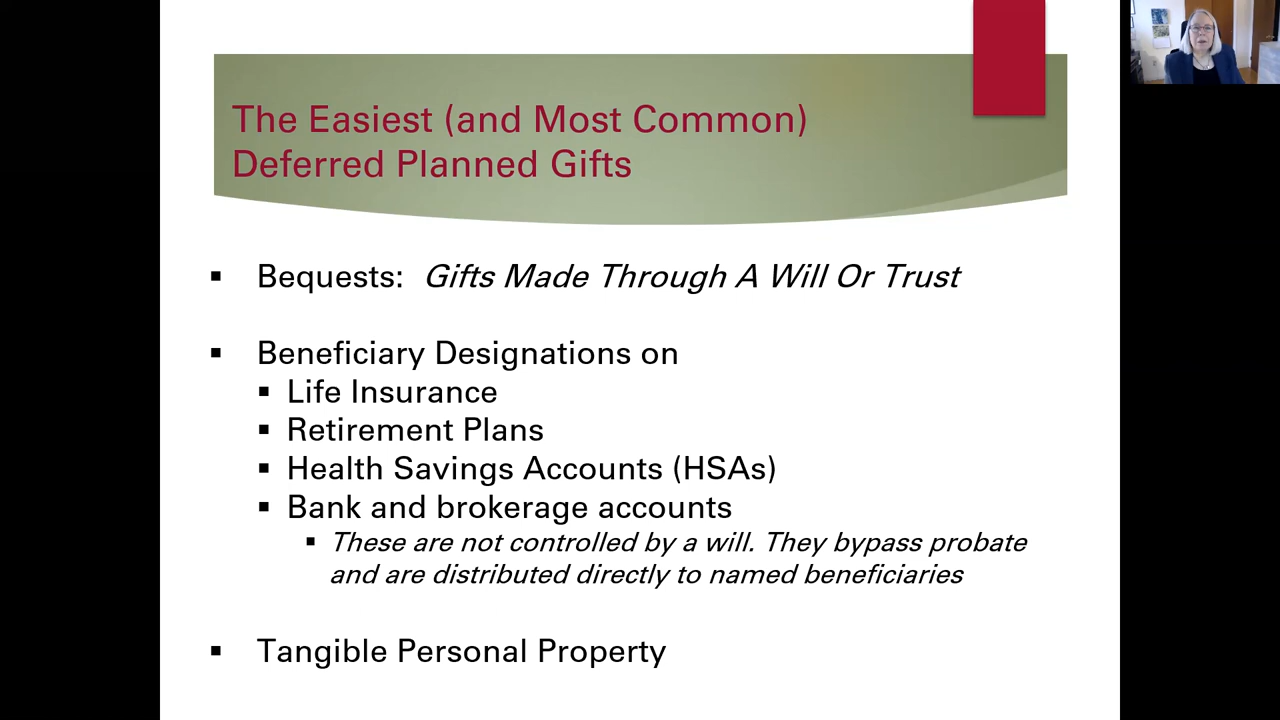 The Easiest (and Most Common)
Deferred Planned Gifts
▪ Bequests: Gifts Made Through A Will Or Trust
▪ Beneficiary Designations on
▪ Life Insurance
▪ Retirement Plans
▪ Health Savings Accounts (HSAs)
▪ Bank and brokerage accounts
▪ These are not controlled by a will. They bypass probate
and are distributed directly to named beneficiaries
▪ Tangible Personal Property